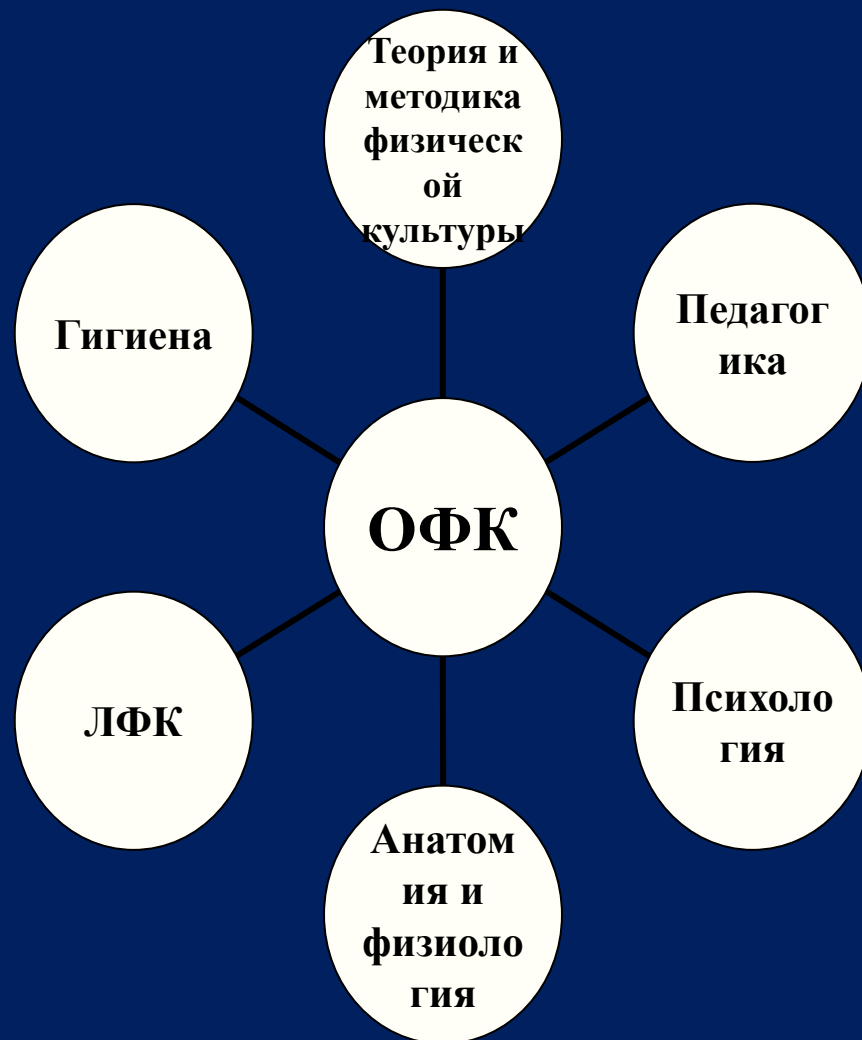 Теория и
методика
физическ
ой
культуры
Гигиена
Педагог
ика
ОФК
ЛФК
Психоло
гия
Анатом
ия и
физиоло
гия